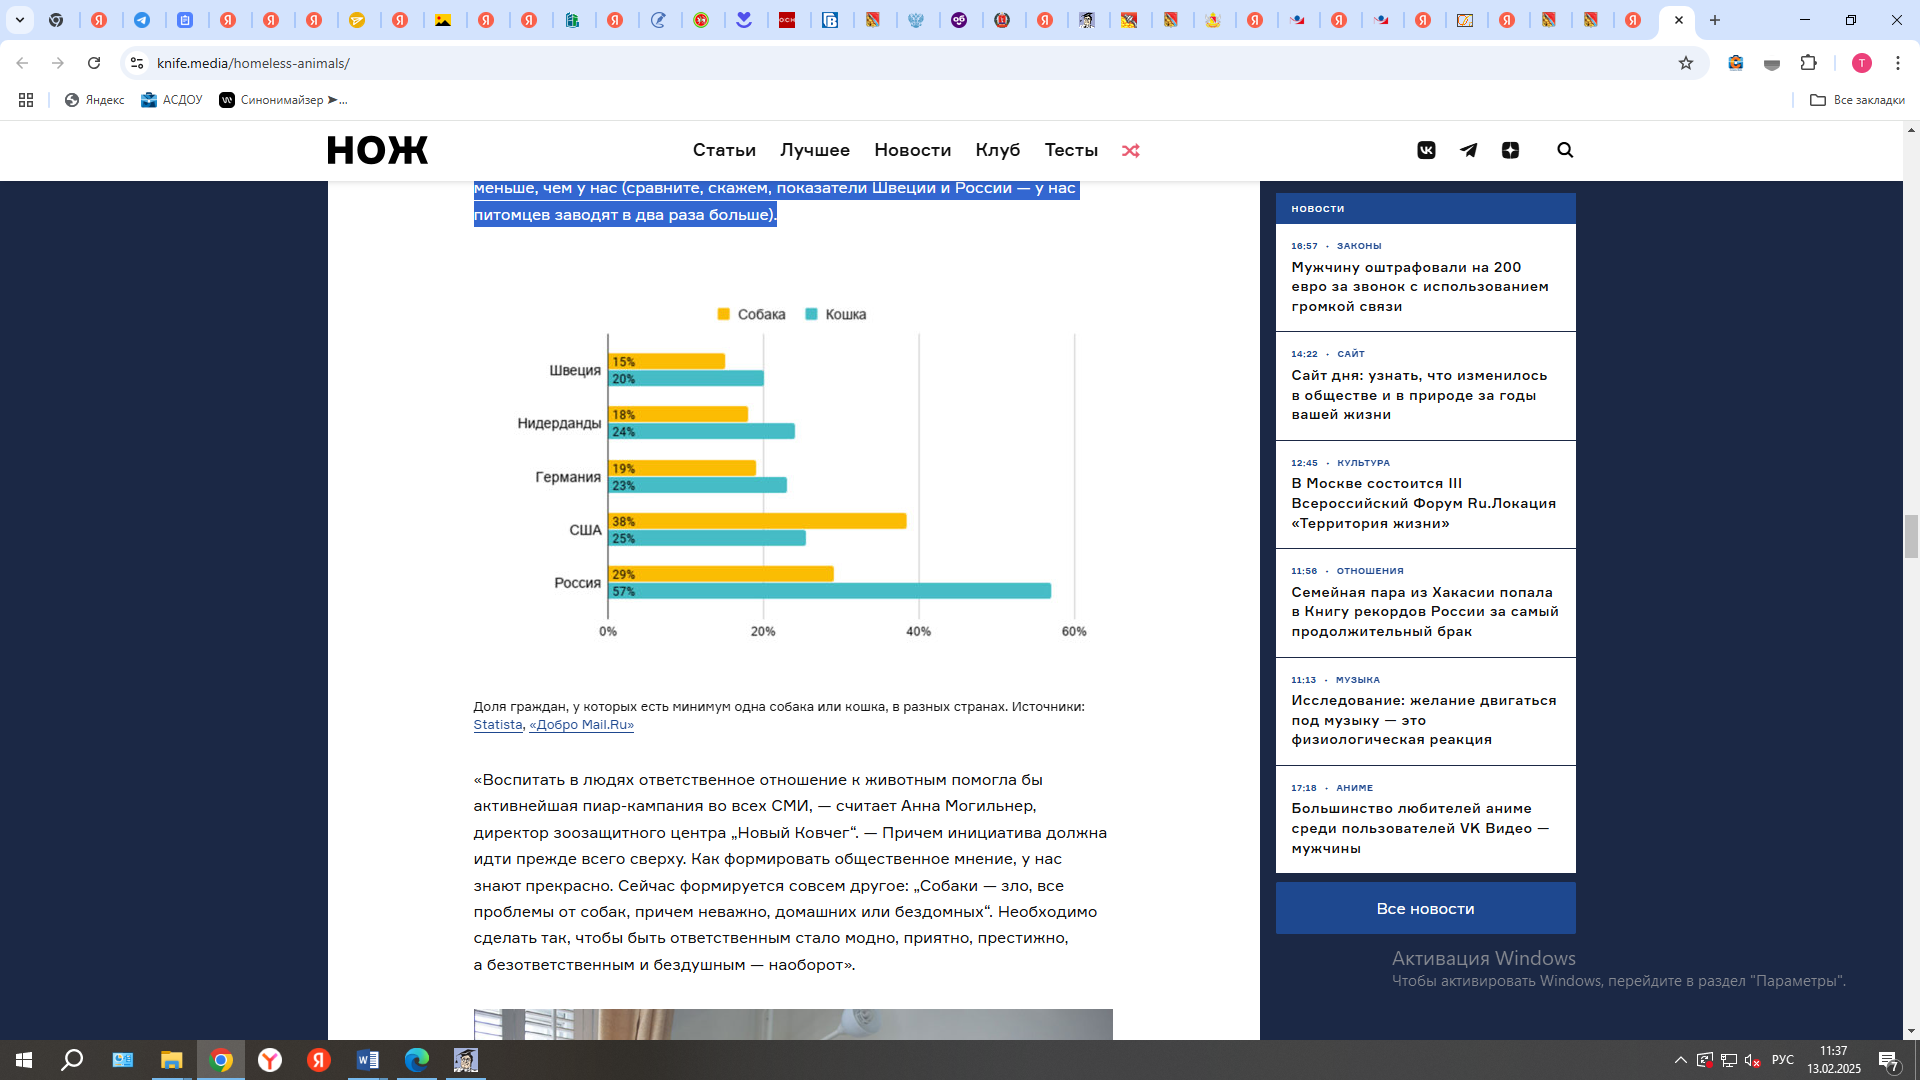 knife.media/homeless-animals/
T
Яндекс
АСДОУ
Синонимайзер ➤...
Все закладки
НОЖ
Статьи
Лучшее
Новости
Клуб
Тесты
меньше, чем у нас (сравните, скажем, показатели Швеции и России — у нас
питомцев заводят в два раза больше).
Собака
Кошка
Швеция
15%
20%
Нидерданды
18%
24%
Германия
19%
23%
США
38%
25%
Россия
29%
57%
0%
20%
40%
60%
Доля граждан, у которых есть минимум одна собака или кошка, в разных странах. Источники:
Statista, «Добро Mail.Ru»
«Воспитать в людях ответственное отношение к животным помогла бы
активнейшая пиар-кампания во всех СМИ, — считает Анна Могильнер,
директор зоозащитного центра „Новый Ковчег“. — Причем инициатива должна
идти прежде всего сверху. Как формировать общественное мнение, у нас
знают прекрасно. Сейчас формируется совсем другое: „Собаки — зло, все
проблемы от собак, причем неважно, домашних или бездомных“. Необходимо
сделать так, чтобы быть ответственным стало модно, приятно, престижно,
а безответственным и бездушным — наоборот».
НОВОСТИ
16:57 · ЗАКОНЫ
Мужчину оштрафовали на 200
евро за звонок с использованием
громкой связи
14:22 · САЙТ
Сайт дня: узнать, что изменилось
в обществе и в природе за годы
вашей жизни
12:45 · КУЛЬТУРА
В Москве состоится III
Всероссийский Форум Ru.Локация
«Территория жизни»
11:56 · ОТНОШЕНИЯ
Семейная пара из Хакасии попала
в Книгу рекордов России за самый
продолжительный брак
11:13 · МУЗЫКА
Исследование: желание двигаться
под музыку — это
физиологическая реакция
17:18 · АНИМЕ
Большинство любителей аниме
среди пользователей VK Видео —
мужчины
Все новости
Активация Windows
Чтобы активировать Windows, перейдите в раздел "Параметры".
РУС
11:37
13.02.2025
7